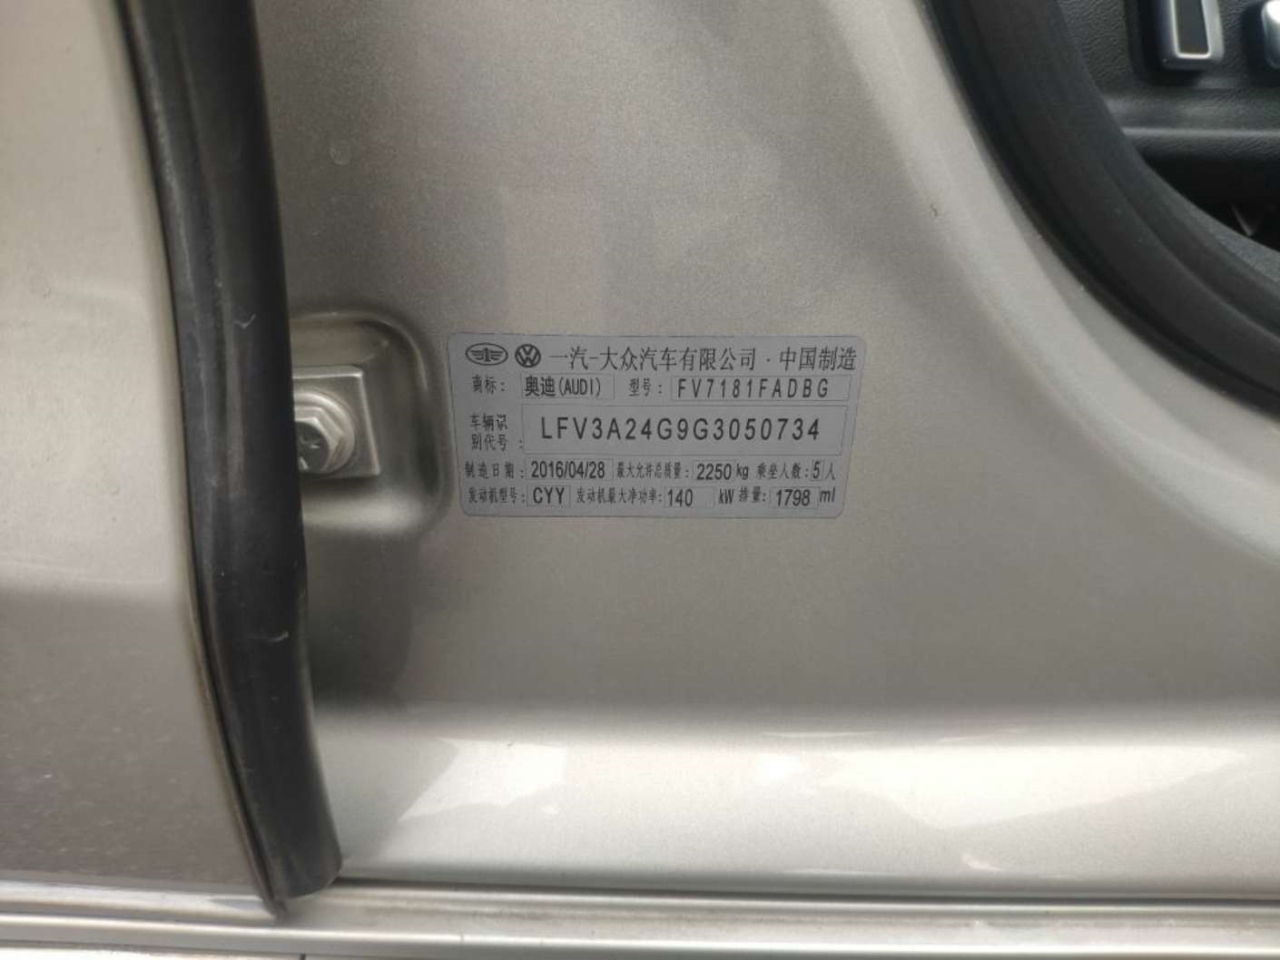 一汽-大众汽车有限公司·中国制造
商标: 奥迪(AUDI) 型号: FV7181FADBG
车辆识别代号: LFV3A24G9G3050734
制造日期: 2016/04/28 最大允许总质量: 2250 kg 乘坐人数: 5 人
发动机型号: CYY 发动机最大净功率: 140 kW 排量: 1798 ml